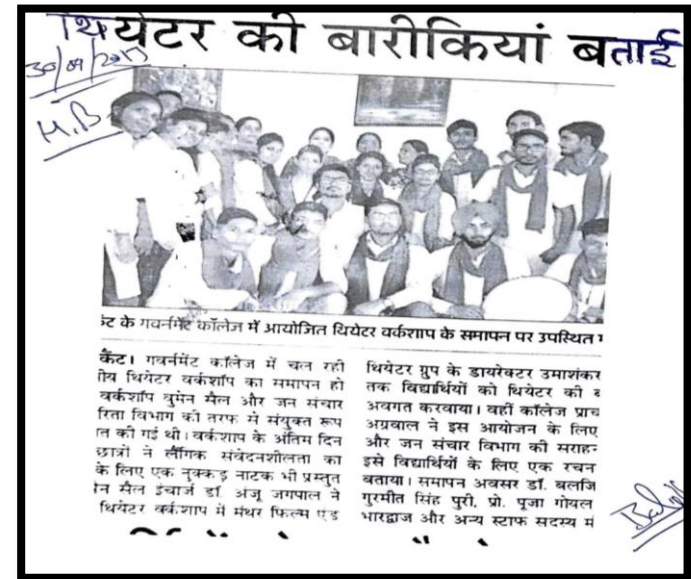 थियेटर की बारीकियां बताई
30/09/2017
H.B
कैंट के गवर्नमेंट कॉलेज में आयोजित थियेटर वर्कशाप के समापन पर उपस्थित
कैंट। गवर्नमेंट कॉलेज में चल रही
तीय थियेटर वर्कशाप का समापन हो
वर्कशॉप वुमेन सैल और जन संचार
रिता विभाग की तरफ से संयुक्त रूप
त की गई थी। वर्कशाप के अंतिम दिन
छात्रों ने लैंगिक संवेदनशीलता का
के लिए एक नुक्कड़ नाटक भी प्रस्तुत
मेन सैल इंचार्ज डॉ. अंजू जगपाल ने
थियेटर वर्कशाप में मंथर फिल्म एंड
थियेटर ग्रुप के डायरेक्टर उमाशंकर
तक विद्यार्थियों को थियेटर की ब
अवगत करवाया। वहीं कॉलेज प्राच
अग्रवाल ने इस आयोजन के लिए
और जन संचार विभाग की सराह-
इसे विद्यार्थियों के लिए एक रचन
बताया। समापन अवसर डॉ. बलजि
गुरमीत सिंह पुरी, प्रो. पूजा गोयल
भारद्वाज और अन्य स्टाफ सदस्य मं